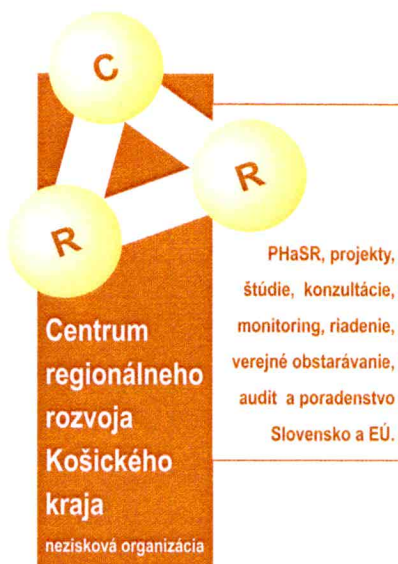 C
R
R
Centrum
regionálneho
rozvoja
Košického
kraja
nezisková organizácia
PHaSR, projekty,
štúdie, konzultácie,
monitoring, riadenie,
verejné obstarávanie,
audit a poradenstvo
Slovensko a EÚ.